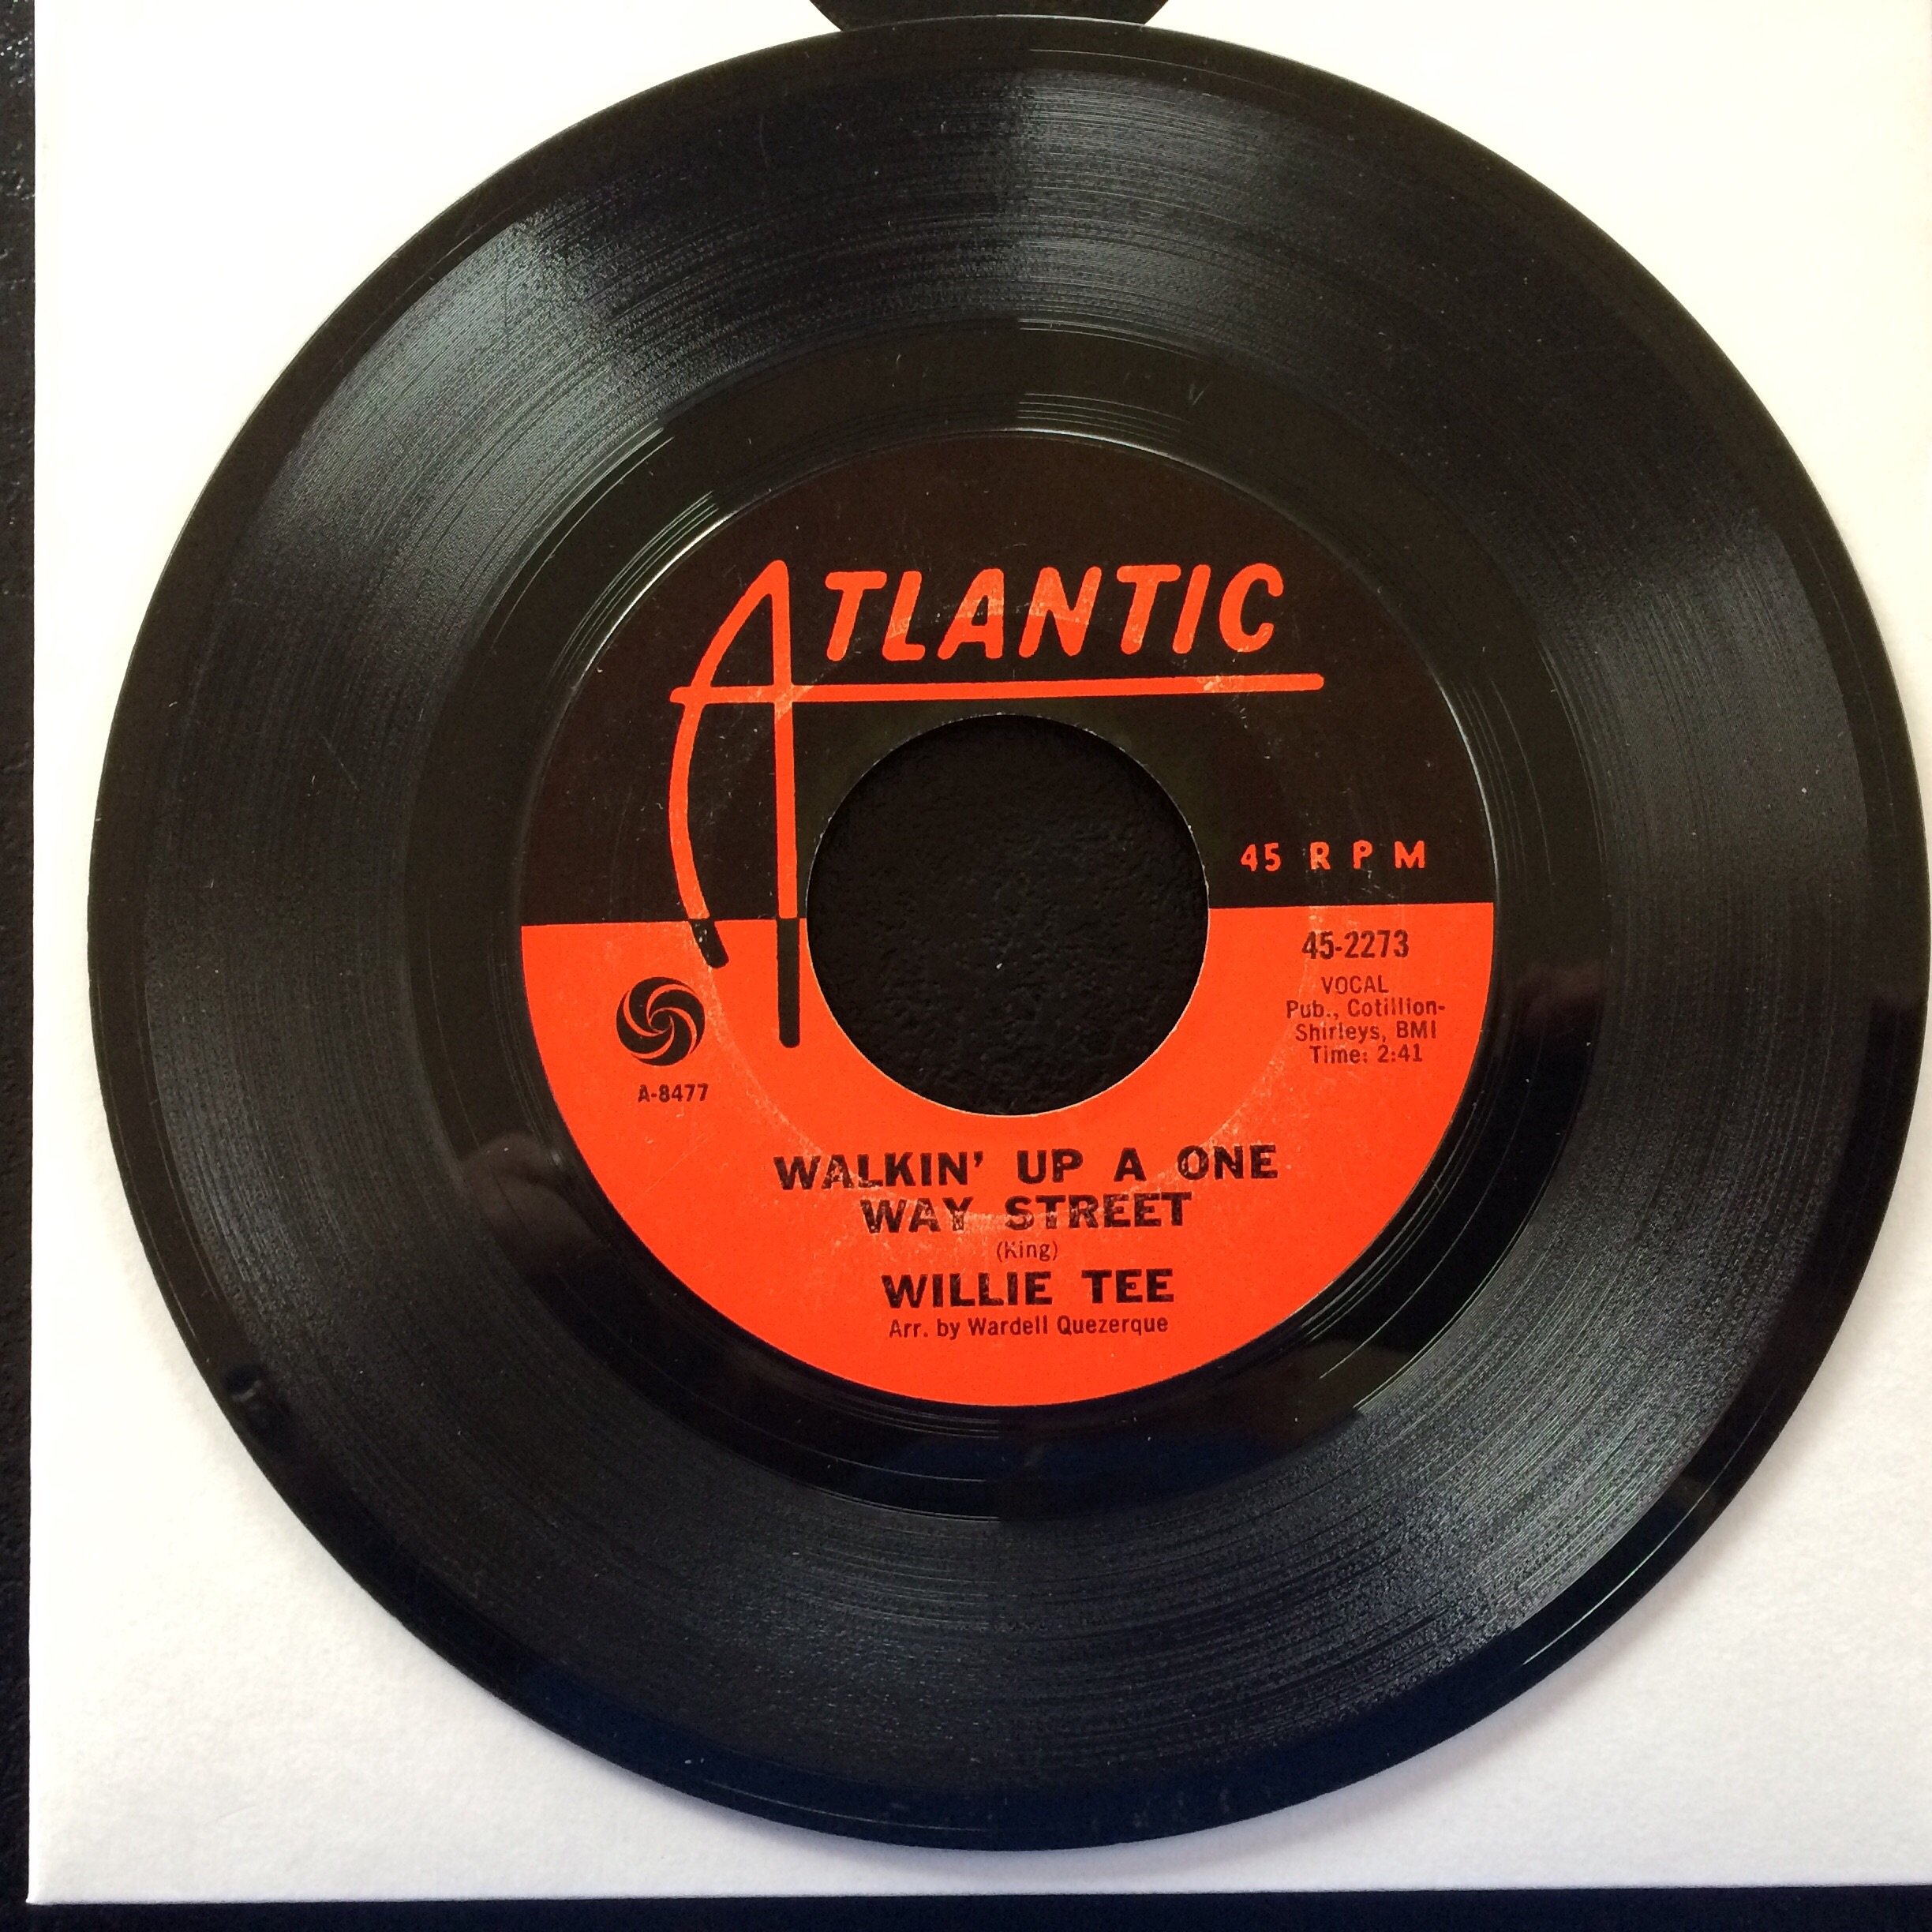 ATLANTIC
45 RPM
45-2273
VOCAL
Pub., Cotillion-
Shirleys, BMI
Time: 2:41
A-8477
WALKIN' UP A ONE
WAY STREET
(King)
WILLIE TEE
Arr. by Wardell Quezerque